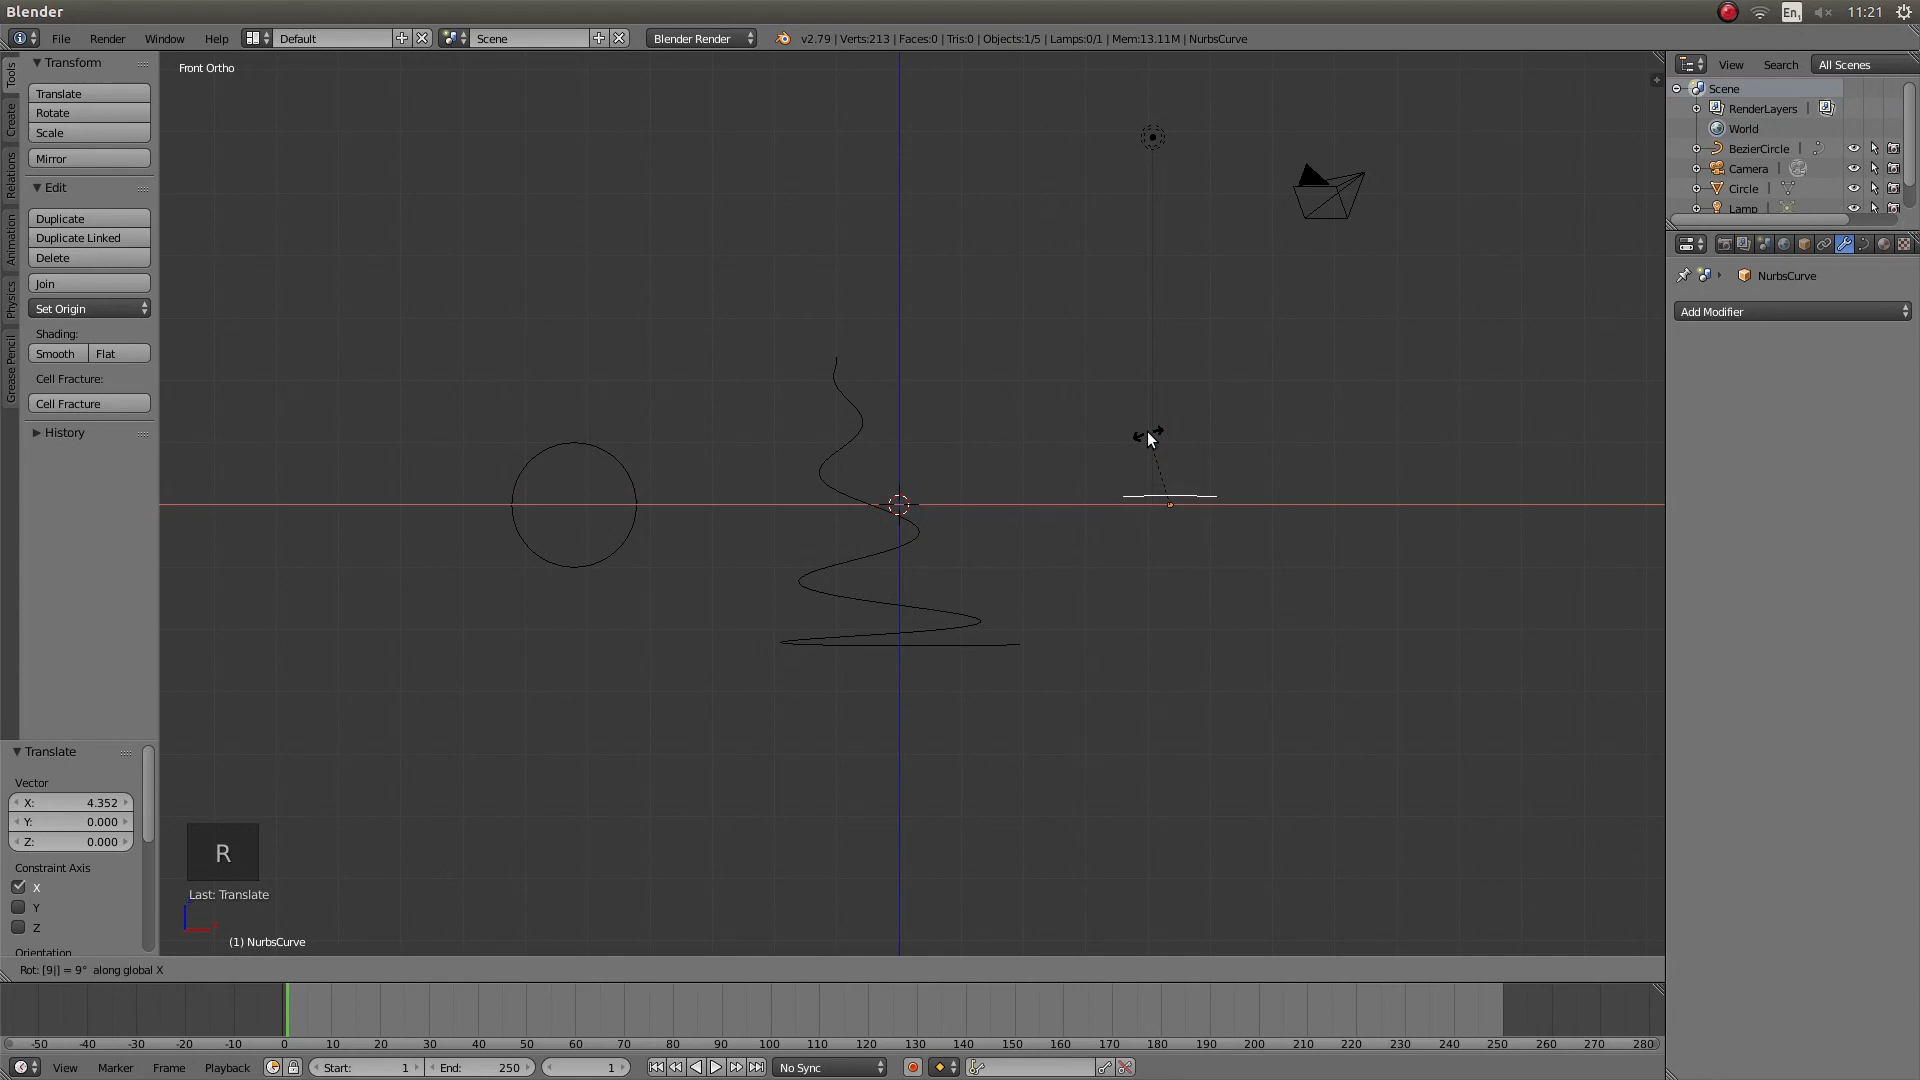 Blender
En1
11:21
File
Render
Window
Help
Default
Scene
Blender Render
v2.79 | Verts:213 | Faces:0 | Tris:0 | Objects:1/5 | Lamps:0/1 | Mem:13.11M | NurbsCurve
Tools
Create
Relations
Animation
Physics
Grease Pencil
Transform
Translate
Rotate
Scale
Mirror
Edit
Duplicate
Duplicate Linked
Delete
Join
Set Origin
Shading:
Smooth
Flat
Cell Fracture:
Cell Fracture
History
Translate
Vector
X: 4.352
Y: 0.000
Z: 0.000
Constraint Axis
X
Y
Z
Orientation
Front Ortho
R
Last: Translate
(1) NurbsCurve
Rot: [9|] = 9° along global X
View
Search
All Scenes
Scene
RenderLayers
World
BezierCircle
Camera
Circle
Lamp
NurbsCurve
Add Modifier
-50 -40 -30 -20 -10 0 10 20 30 40 50 60 70 80 90 100 110 120 130 140 150 160 170 180 190 200 210 220 230 240 250 260 270 280
View
Marker
Frame
Playback
Start: 1
End: 250
1
No Sync